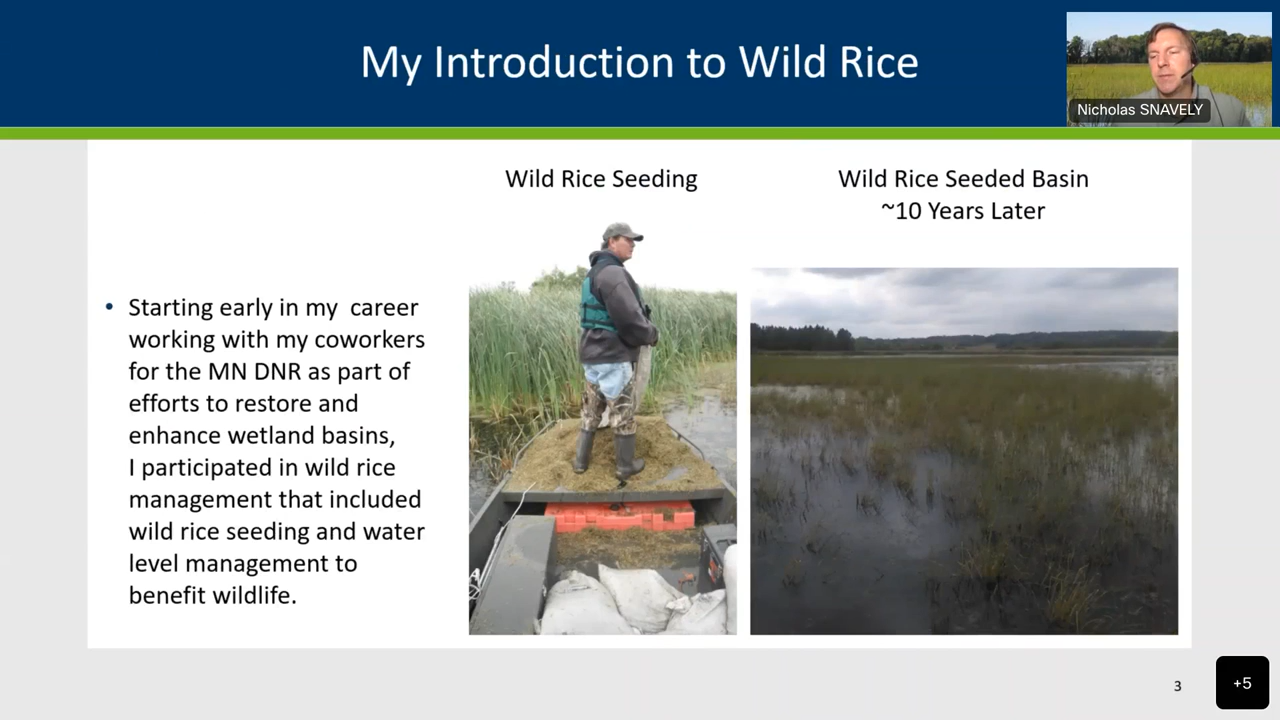 My Introduction to Wild Rice
Nicholas SNAVELY
Wild Rice Seeding
Wild Rice Seeded Basin
~10 Years Later
• Starting early in my career
working with my coworkers
for the MN DNR as part of
efforts to restore and
enhance wetland basins,
I participated in wild rice
management that included
wild rice seeding and water
level management to
benefit wildlife.
3
+5